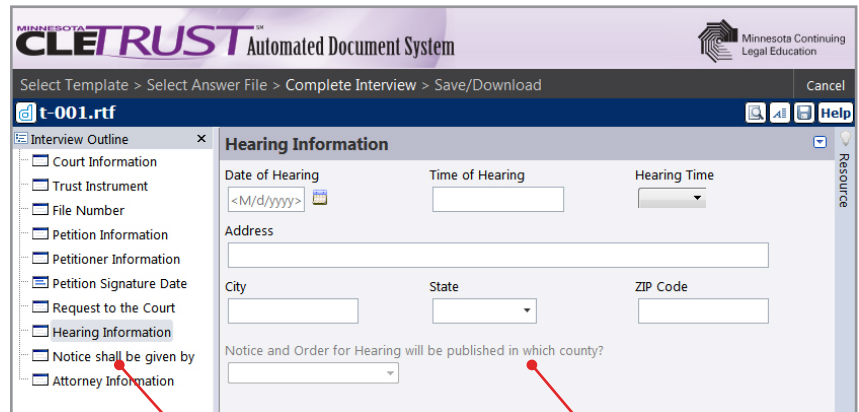 MINNESOTA
CLETRUST℠ Automated Document System
Minnesota Continuing
Legal Education
Select Template > Select Answer File > Complete Interview > Save/Download
Cancel
t-001.rtf
Help
Interview Outline
Court Information
Trust Instrument
File Number
Petition Information
Petitioner Information
Petition Signature Date
Request to the Court
Hearing Information
Notice shall be given by
Attorney Information
Hearing Information
Date of Hearing
Time of Hearing
Hearing Time
<M/d/yyyy>
Address
City
State
ZIP Code
Notice and Order for Hearing will be published in which county?
Resource